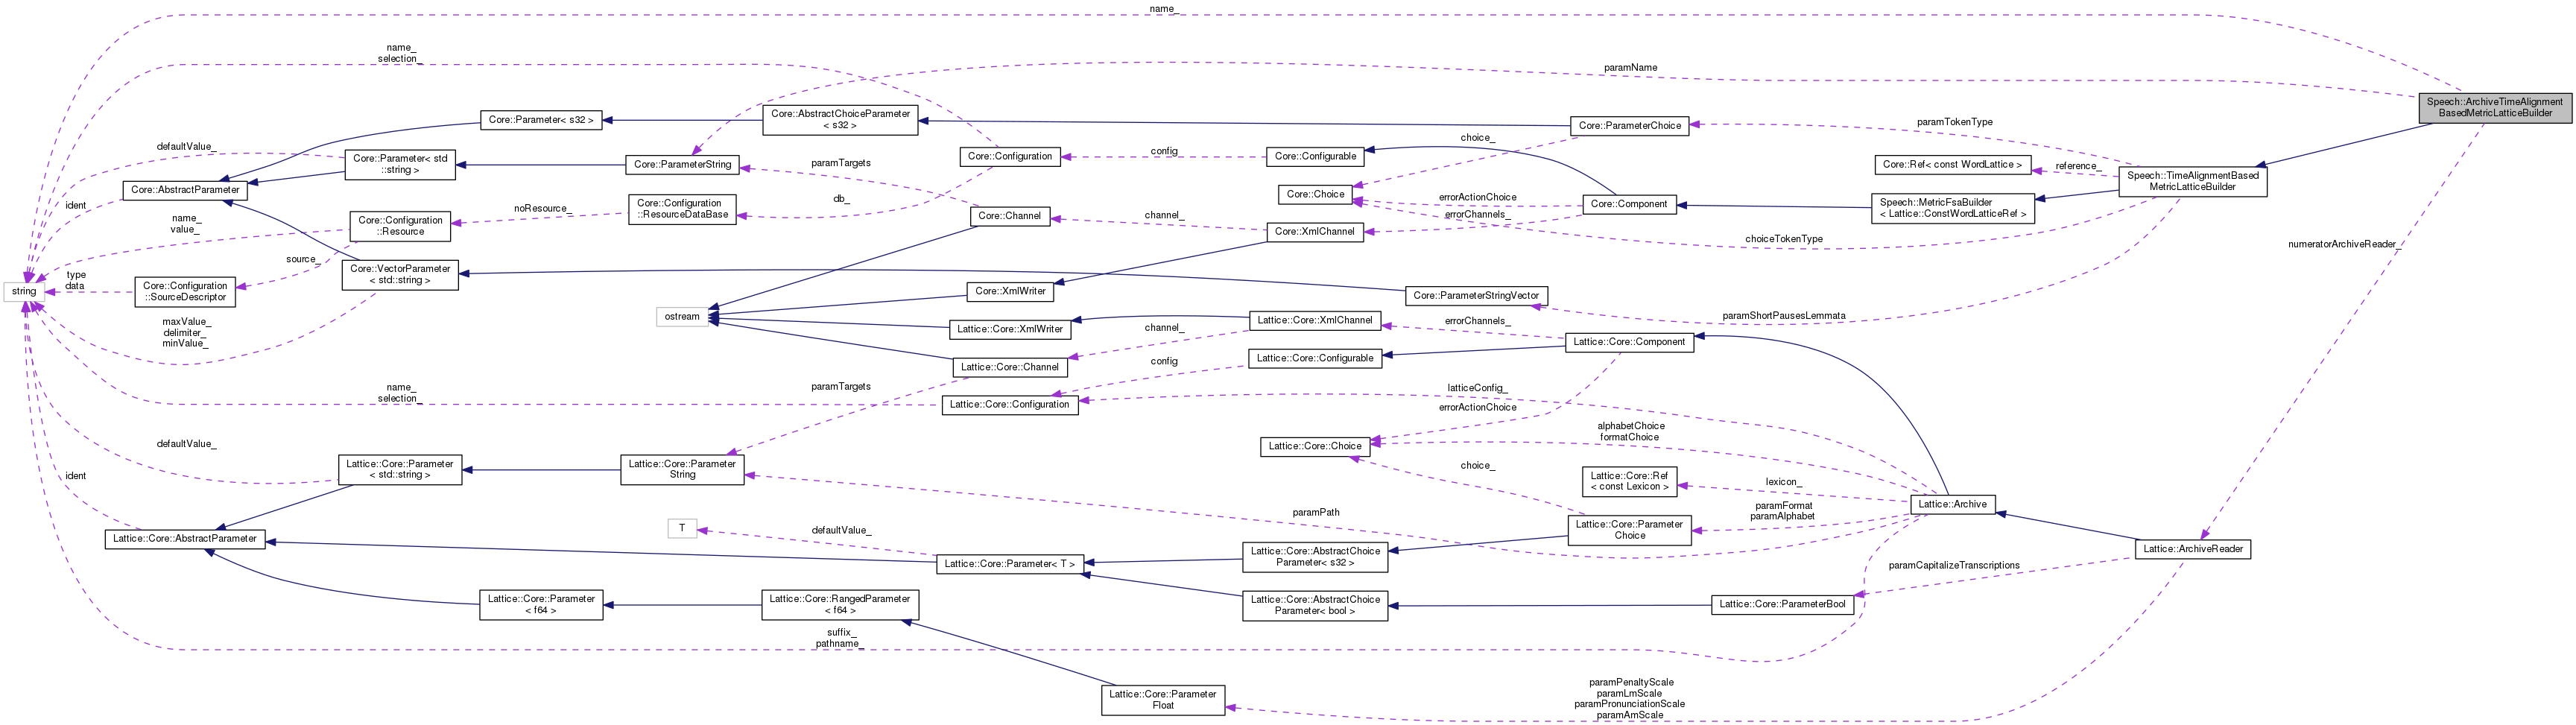 name_
name_
selection_
paramName
Speech::ArchiveTimeAlignment
BasedMetricLatticeBuilder
Core::Parameter< s32 >
Core::AbstractChoiceParameter
< s32 >
Core::ParameterChoice
paramTokenType
choice_
defaultValue_
Core::Parameter< std
::string >
Core::ParameterString
paramTargets
Core::Configuration
config
Core::Configurable
Core::Ref< const WordLattice >
reference_
Speech::TimeAlignmentBased
MetricLatticeBuilder
Core::AbstractParameter
ident
name_
value_
Core::Configuration
::Resource
noResource_
Core::Configuration
::ResourceDataBase
db_
Core::Channel
channel_
Core::XmlChannel
Core::Choice
errorActionChoice
errorChannels_
Core::Component
Speech::MetricFsaBuilder
< Lattice::ConstWordLatticeRef >
choiceTokenType
numeratorArchiveReader_
source_
Core::VectorParameter
< std::string >
type
data
string
Core::Configuration
::SourceDescriptor
Core::XmlWriter
Core::ParameterStringVector
paramShortPausesLemmata
ostream
maxValue_
delimiter_
minValue_
Lattice::Core::XmlWriter
channel_
Lattice::Core::XmlChannel
errorChannels_
Lattice::Core::Component
Lattice::Core::Channel
config
Lattice::Core::Configurable
name_
selection_
paramTargets
Lattice::Core::Configuration
latticeConfig_
errorActionChoice
alphabetChoice
formatChoice
Lattice::Core::Choice
defaultValue_
Lattice::Core::Parameter
< std::string >
Lattice::Core::Parameter
String
choice_
Lattice::Core::Ref
< const Lexicon >
lexicon_
Lattice::Archive
ident
paramPath
paramFormat
paramAlphabet
Lattice::Core::Parameter
Choice
T
defaultValue_
Lattice::Core::AbstractParameter
Lattice::Core::Parameter< T >
Lattice::Core::AbstractChoice
Parameter< s32 >
Lattice::ArchiveReader
paramCapitalizeTranscriptions
Lattice::Core::Parameter
< f64 >
Lattice::Core::RangedParameter
< f64 >
Lattice::Core::AbstractChoice
Parameter< bool >
Lattice::Core::ParameterBool
suffix_
pathname_
Lattice::Core::Parameter
Float
paramPenaltyScale
paramLmScale
paramPronunciationScale
paramAmScale